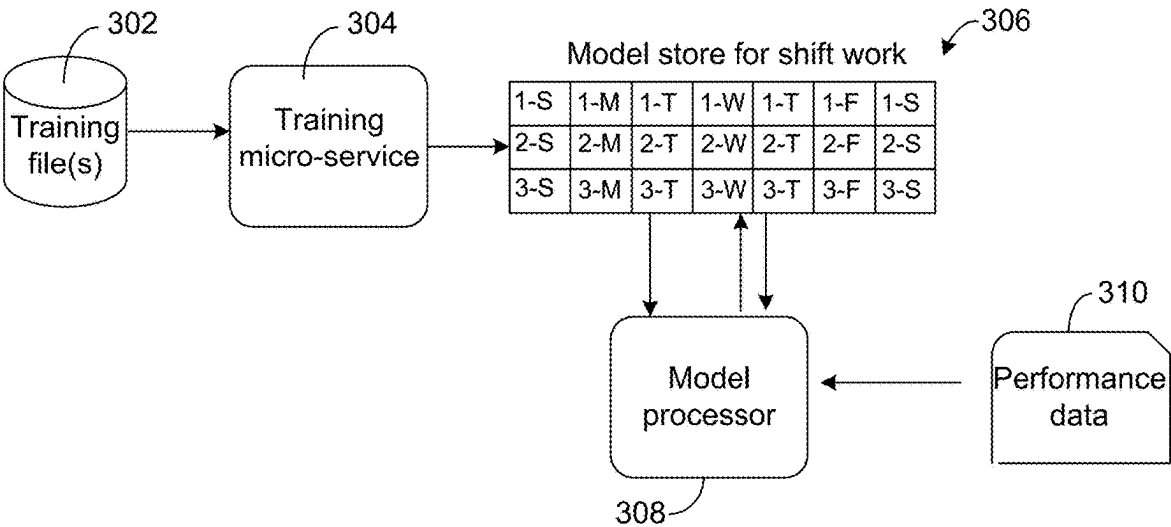 302
304
306
Model store for shift work
Training
file(s)
Training
micro-service
1-S 1-M 1-T 1-W 1-T 1-F 1-S
2-S 2-M 2-T 2-W 2-T 2-F 2-S
3-S 3-M 3-T 3-W 3-T 3-F 3-S
310
Model
processor
Performance
data
308